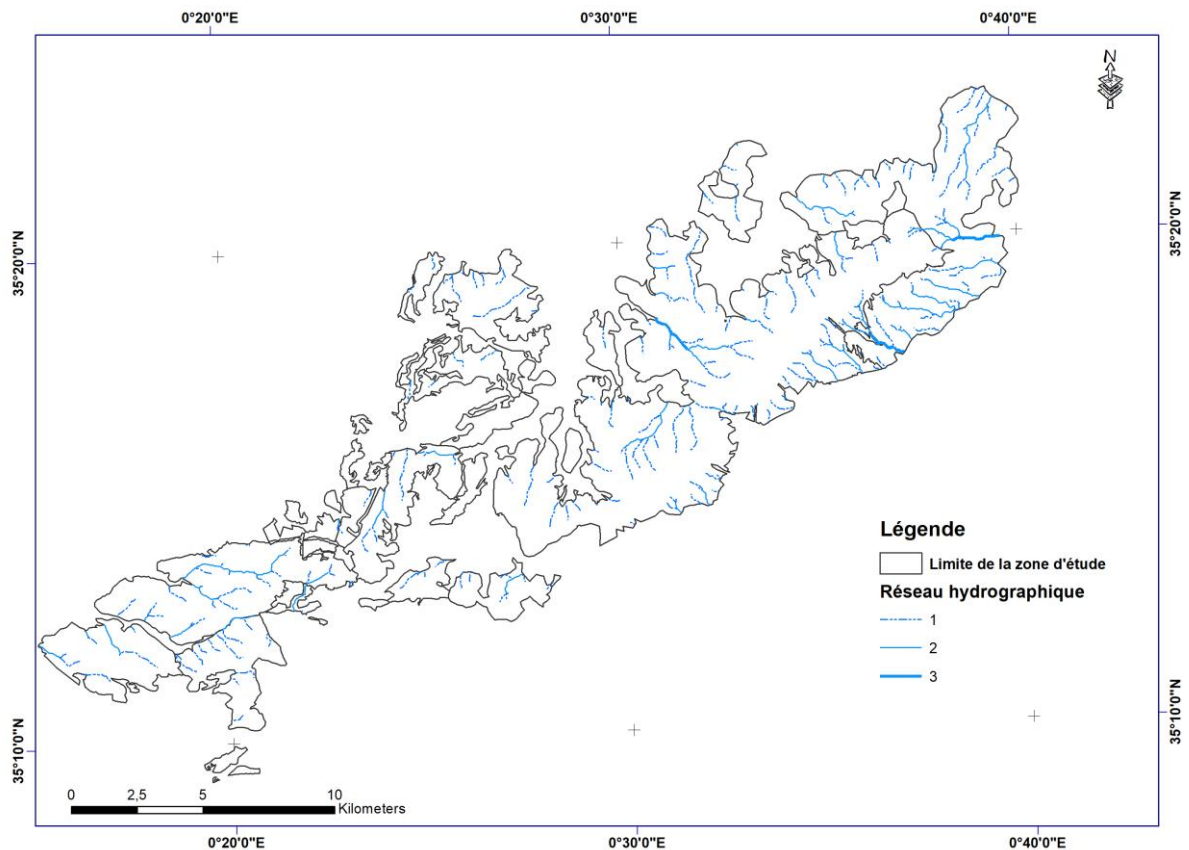 0°20'0"E 0°30'0"E 0°40'0"E
N
35°20'0"N
35°20'0"N
Légende
Limite de la zone d'étude
Réseau hydrographique
1
2
3
35°10'0"N
35°10'0"N
0 2,5 5 10
Kilometers
0°20'0"E 0°30'0"E 0°40'0"E